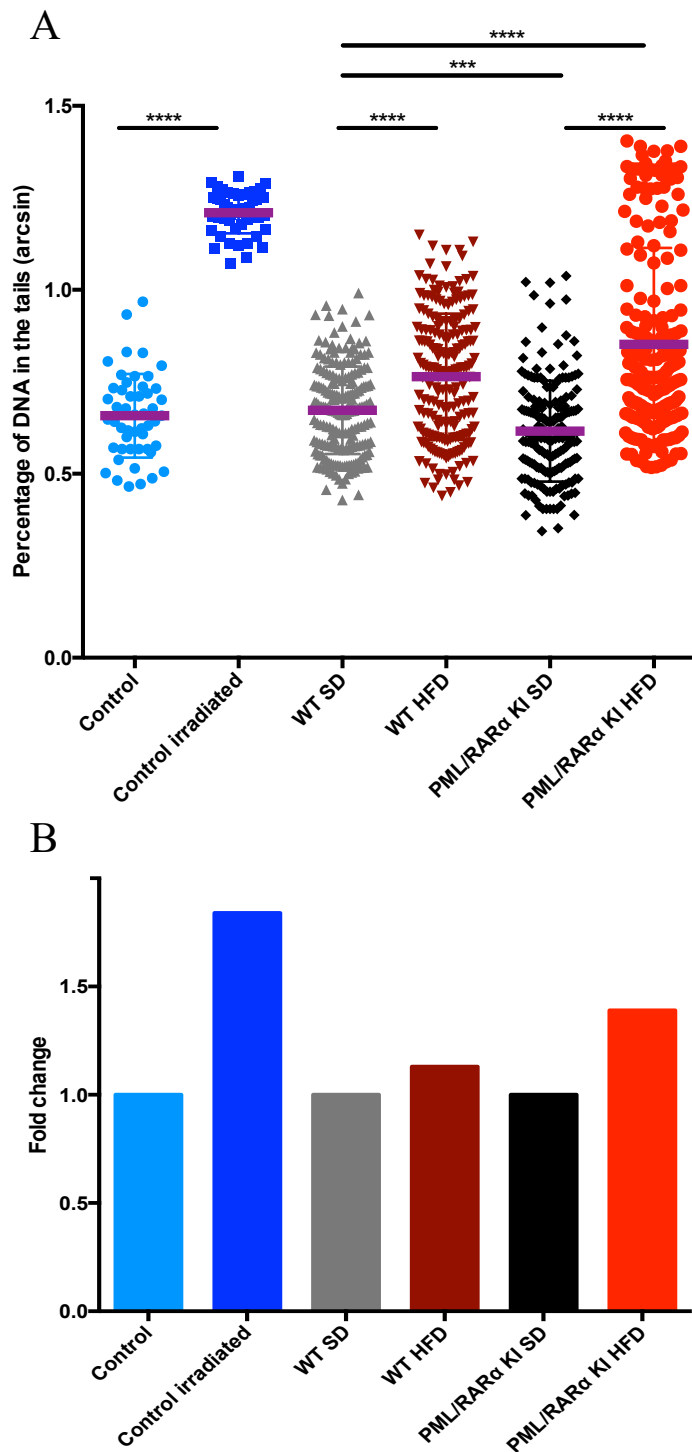 A
****
***
****
****
****
Percentage of DNA in the tails (arcsin)
1.5
1.0
0.5
0.0
Control
Control irradiated
WT SD
WT HFD
PML/RARα KI SD
PML/RARα KI HFD
B
Fold change
1.5
1.0
0.5
0.0
Control
Control irradiated
WT SD
WT HFD
PML/RARα KI SD
PML/RARα KI HFD